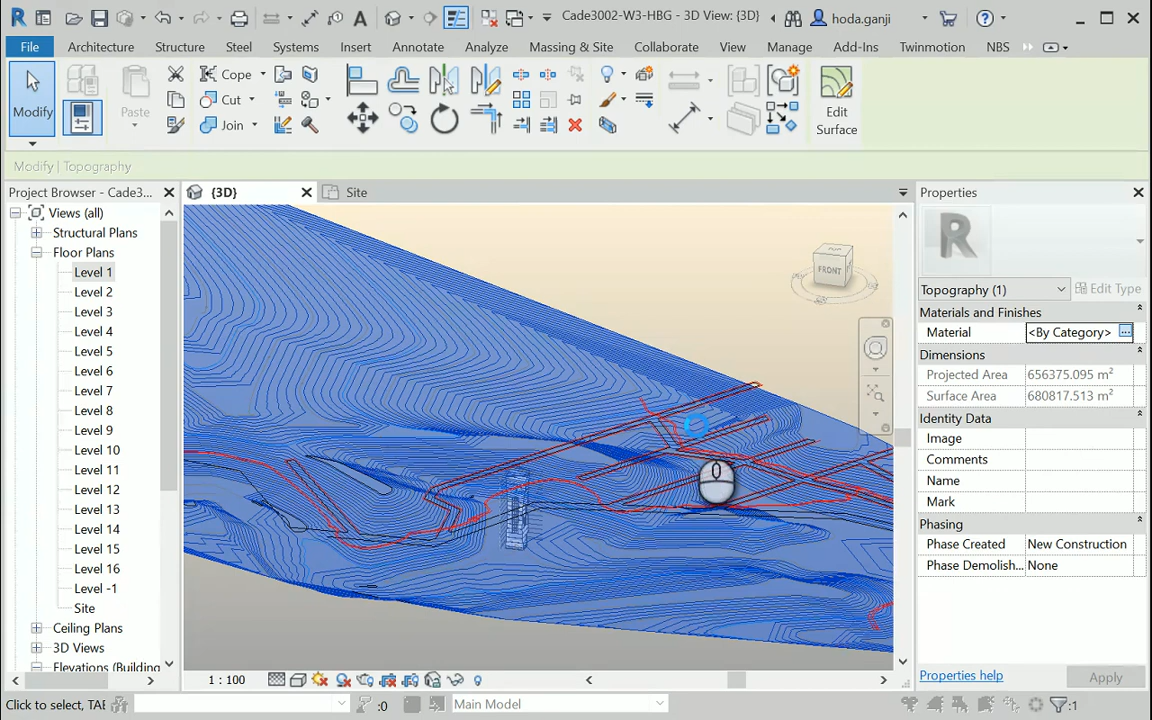 Cade3002-W3-HBG - 3D View: {3D}
hoda.ganji
File
Architecture
Structure
Steel
Systems
Insert
Annotate
Analyze
Massing & Site
Collaborate
View
Manage
Add-Ins
Twinmotion
NBS
Modify
Paste
Cope
Cut
Join
Edit
Surface
Modify | Topography
Project Browser - Cade3...
{3D}
Site
Properties
Views (all)
Structural Plans
Floor Plans
Level 1
Level 2
Level 3
Level 4
Level 5
Level 6
Level 7
Level 8
Level 9
Level 10
Level 11
Level 12
Level 13
Level 14
Level 15
Level 16
Level -1
Site
Ceiling Plans
3D Views
Elevations (Building
FRONT
Topography (1)
Edit Type
Materials and Finishes
Material
<By Category>
Dimensions
Projected Area
656375.095 m²
Surface Area
680817.513 m²
Identity Data
Image
Comments
Name
Mark
Phasing
Phase Created
New Construction
Phase Demolish...
None
Properties help
Apply
1 : 100
Click to select, TAE
:0
Main Model
:1